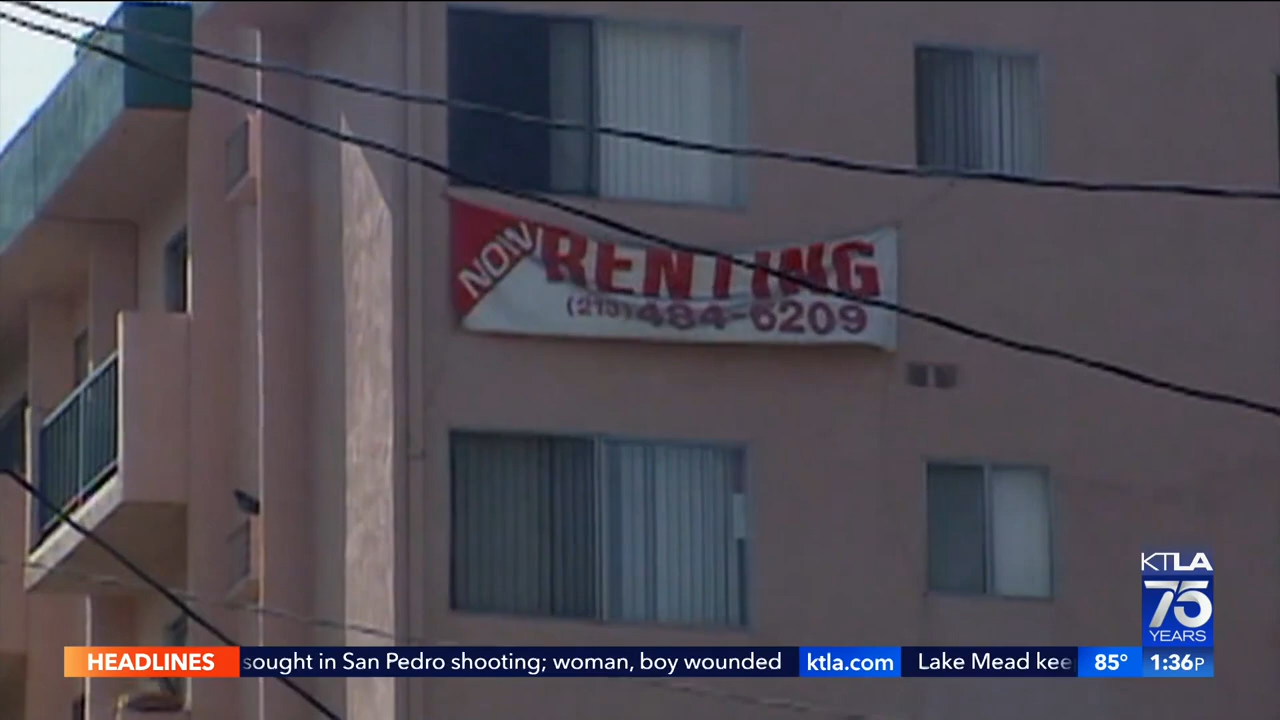 NOW RENTING
(213) 484-6209
KTLA
75
YEARS
HEADLINES sought in San Pedro shooting; woman, boy wounded ktla.com Lake Mead kee 85° 1:36P